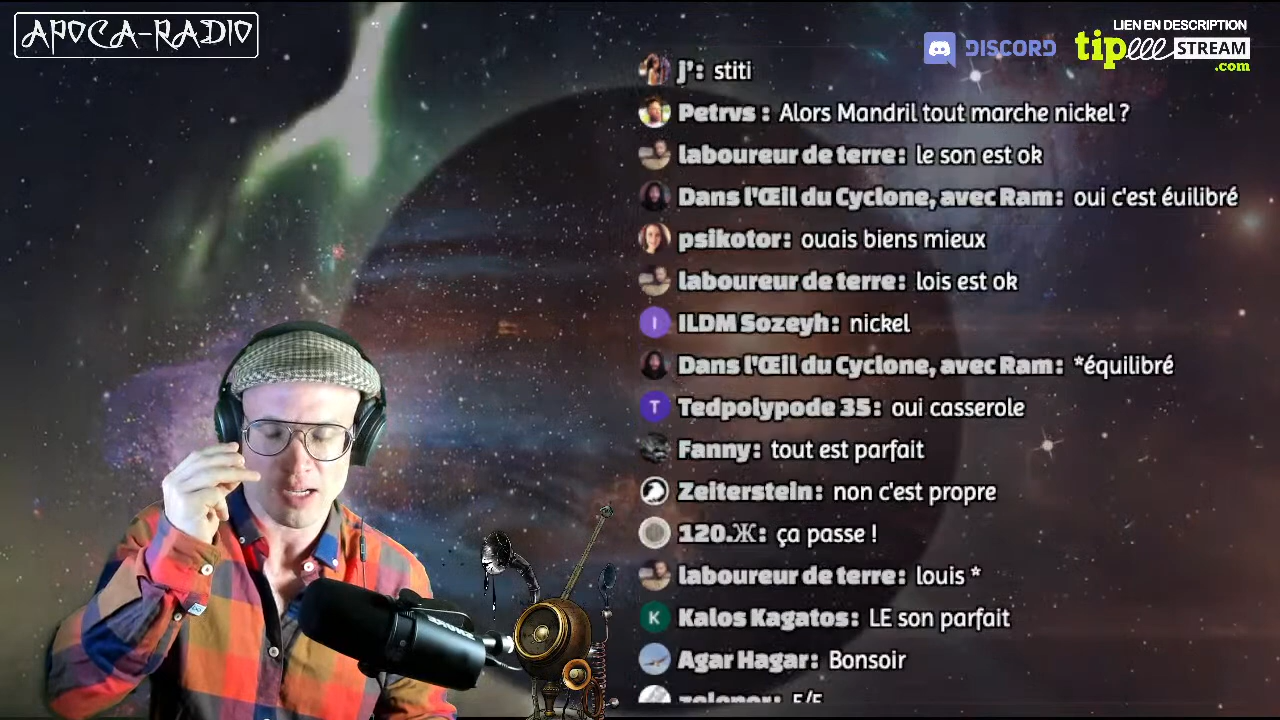 APOCA-RADIO
LIEN EN DESCRIPTION
DISCORD
tipeee STREAM
.com
j': stiti
Petrvs : Alors Mandril tout marche nickel ?
laboureur de terre: le son est ok
Dans l'Œil du Cyclone, avec Ram: oui c'est éuilibré
psikotor: ouais biens mieux
laboureur de terre: lois est ok
I
ILDM Sozeyh: nickel
Dans l'Œil du Cyclone, avec Ram: *équilibré
T
Tedpolypode 35: oui casserole
Fanny: tout est parfait
Zeiterstein: non c'est propre
120.Ж: ça passe !
laboureur de terre: louis *
K
Kalos Kagatos: LE son parfait
Agar Hagar: Bonsoir
5/5